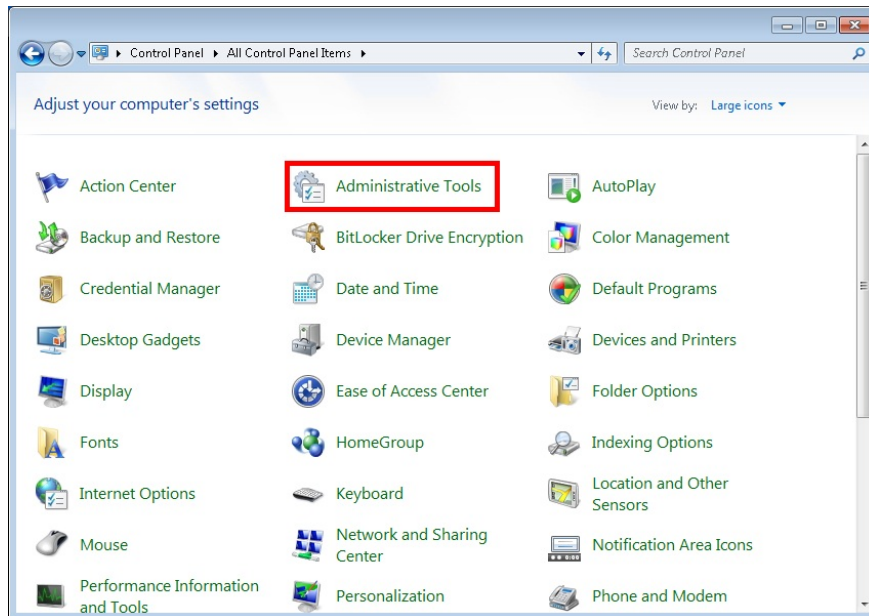 Control Panel All Control Panel Items
Search Control Panel
Adjust your computer's settings
View by: Large icons
Action Center
Administrative Tools
AutoPlay
Backup and Restore
BitLocker Drive Encryption
Color Management
Credential Manager
Date and Time
Default Programs
Desktop Gadgets
Device Manager
Devices and Printers
Display
Ease of Access Center
Folder Options
Fonts
HomeGroup
Indexing Options
Internet Options
Keyboard
Location and Other
Sensors
Mouse
Network and Sharing
Center
Notification Area Icons
Performance Information
and Tools
Personalization
Phone and Modem